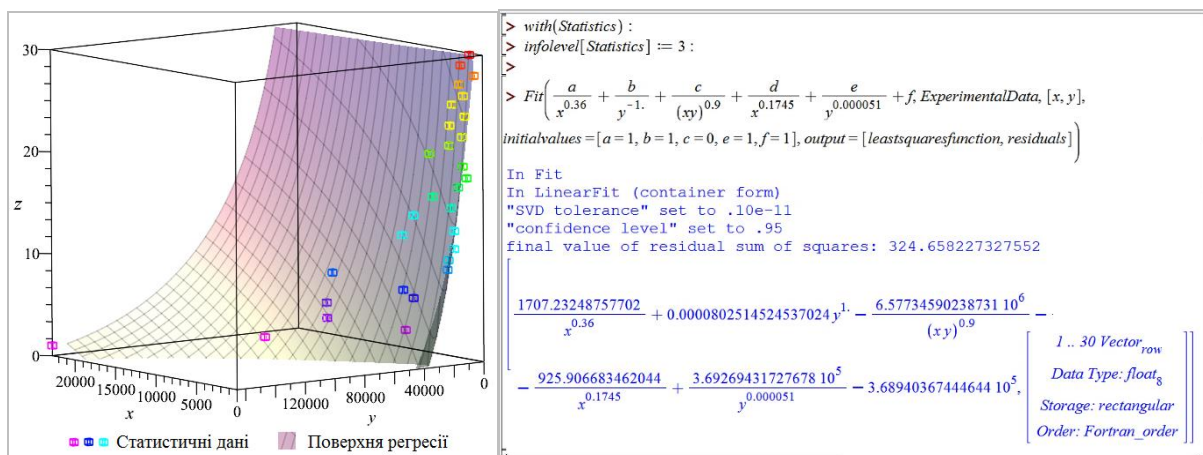 30
20
z
10
0
20000
15000
10000
5000
0
x
120000
80000
40000
0
y
Статистичні дані Поверхня регресії
> with(Statistics) :
> infolevel[Statistics] := 3 :
>
> Fit(a/x^0.36 + b/y^-1. + c/(xy)^0.9 + d/x^0.1745 + e/y^0.000051 + f, ExperimentalData, [x, y],
initialvalues = [a = 1, b = 1, c = 0, e = 1, f = 1], output = [leastsquaresfunction, residuals])
In Fit
In LinearFit (container form)
"SVD tolerance" set to .10e-11
"confidence level" set to .95
final value of residual sum of squares: 324.658227327552
[1707.23248757702/x^0.36 + 0.0000802514524537024 y^1. - 6.57734590238731 10^6/(x y)^0.9 -
- 925.906683462044/x^0.1745 + 3.69269431727678 10^5/y^0.000051 - 3.68940367444644 10^5,
1 .. 30 Vector_row
Data Type: float_8
Storage: rectangular
Order: Fortran_order]